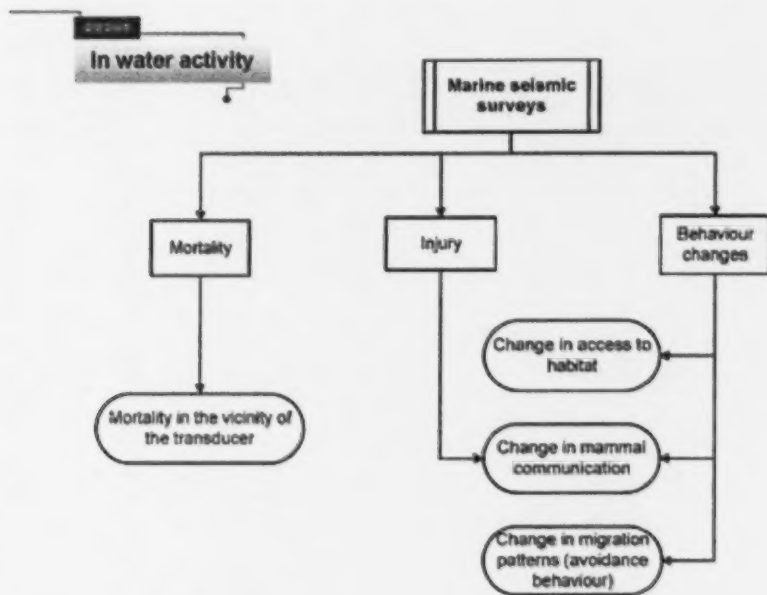 In water activity
Marine seismic
surveys
Mortality
Injury
Behaviour
changes
Change in access to
habitat
Mortality in the vicinity of
the transducer
Change in mammal
communication
Change in migration
patterns (avoidance
behaviour)